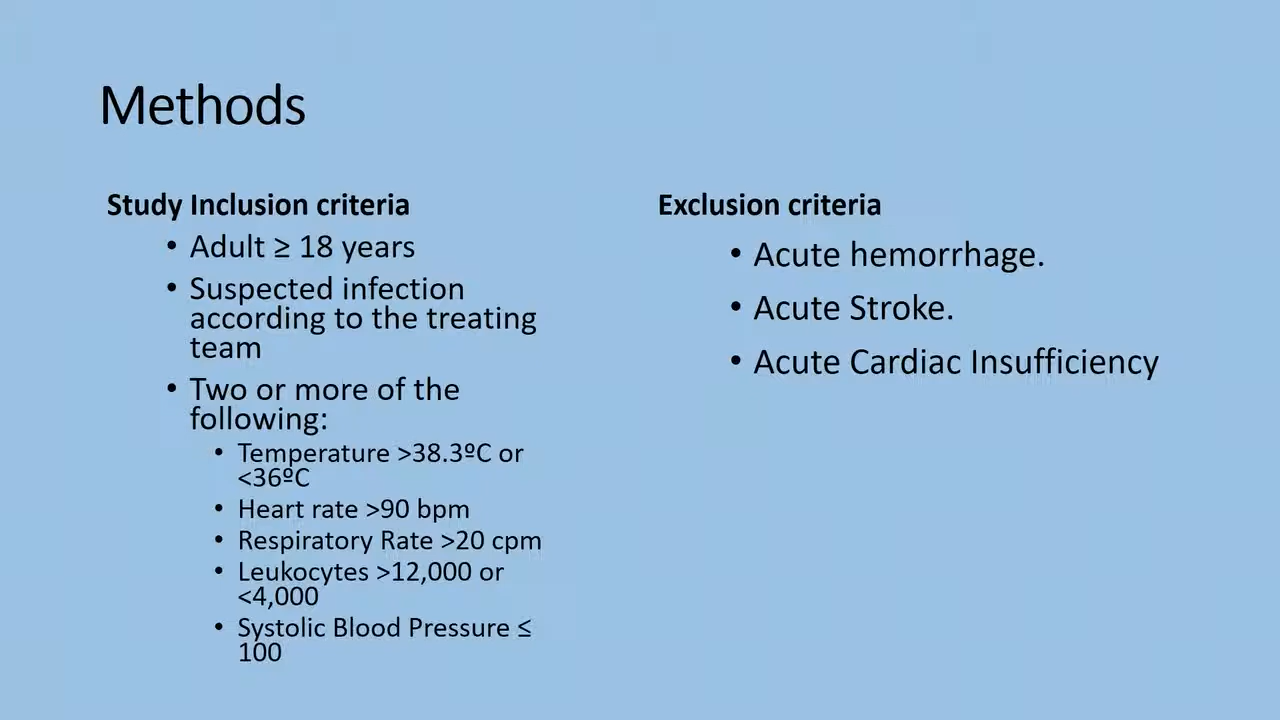 Methods
Study Inclusion criteria
• Adult ≥ 18 years
• Suspected infection
according to the treating
team
• Two or more of the
following:
• Temperature >38.3ºC or
<36ºC
• Heart rate >90 bpm
• Respiratory Rate >20 cpm
• Leukocytes >12,000 or
<4,000
• Systolic Blood Pressure ≤
100
Exclusion criteria
• Acute hemorrhage.
• Acute Stroke.
• Acute Cardiac Insufficiency